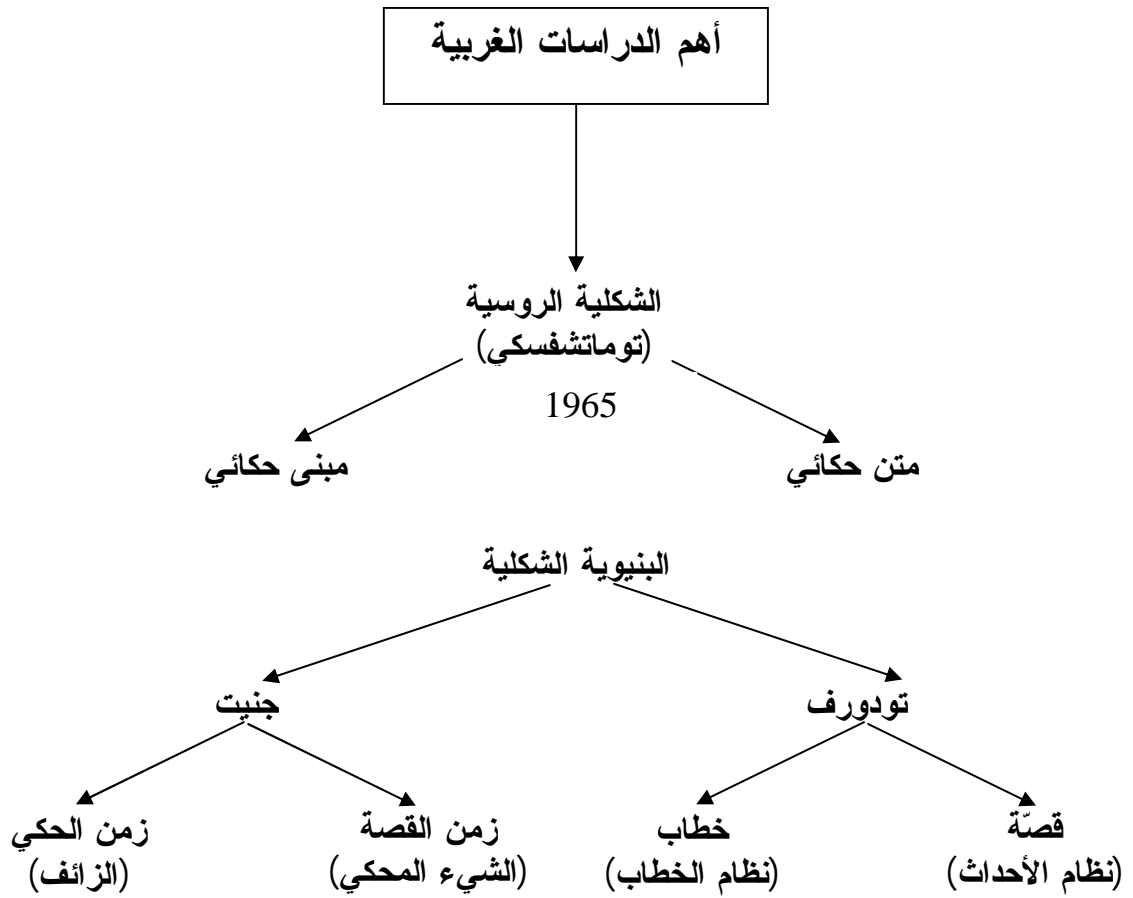 أهم الدراسات الغربية
الشكلية الروسية
(توماتشفسكي)
1965
متن حكائي
مبنى حكائي
البنيوية الشكلية
تودورف
جنيت
قصّة
(نظام الأحداث)
خطاب
(نظام الخطاب)
زمن القصة
(الشيء المحكي)
زمن الحكي
(الزائف)